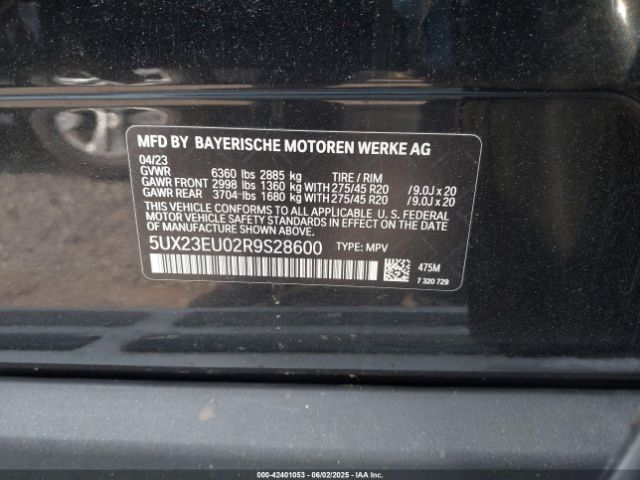 MFD BY BAYERISCHE MOTOREN WERKE AG
04/23
GVWR 6360 lbs 2885 kg TIRE / RIM
GAWR FRONT 2998 lbs 1360 kg WITH 275/45 R20 / 9.0J x 20
GAWR REAR 3704 lbs 1680 kg WITH 275/45 R20 / 9.0J x 20
THIS VEHICLE CONFORMS TO ALL APPLICABLE U. S. FEDERAL
MOTOR VEHICLE SAFETY STANDARDS IN EFFECT ON THE DATE
OF MANUFACTURE SHOWN ABOVE.
5UX23EU02R9S28600 TYPE: MPV
475M
7 320 729
000-42401053 - 06/02/2025 - IAAI.COM